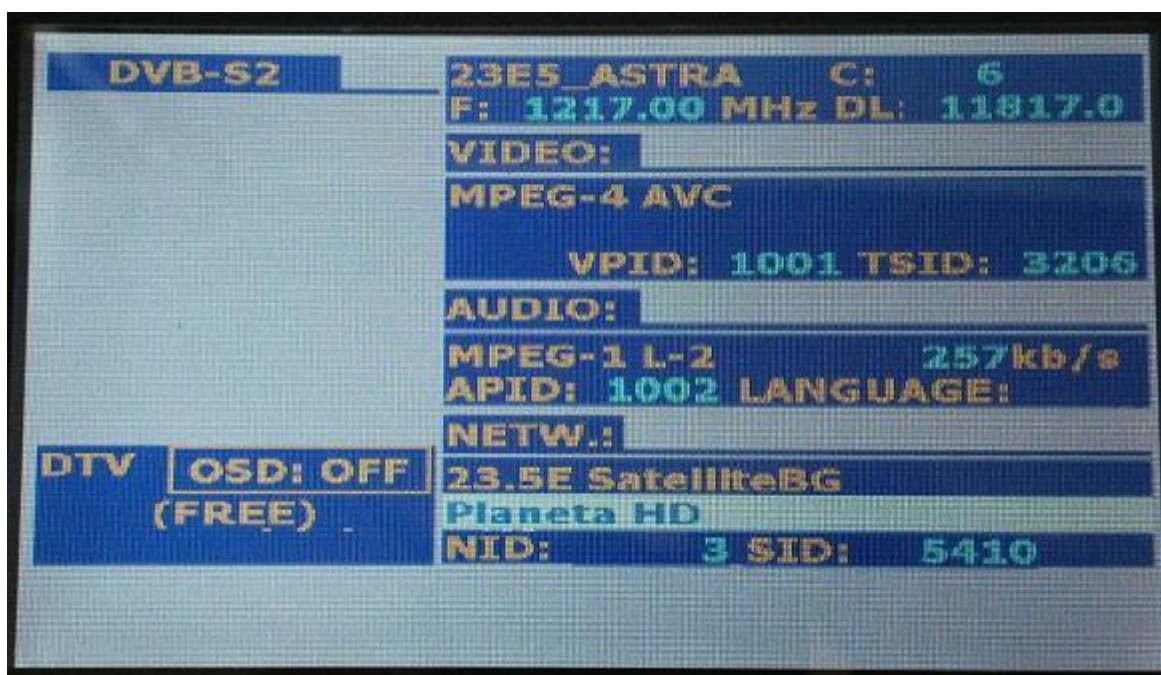 DVB-S2
23E5_ASTRA C: 6
F: 1217.00 MHz DL: 11817.0
VIDEO:
MPEG-4 AVC
VPID: 1001 TSID: 3206
AUDIO:
MPEG-1 L-2 257kb/s
APID: 1002 LANGUAGE:
NETW.:
DTV OSD: OFF
(FREE)
23.5E SatelliteBG
Planeta HD
NID: 3 SID: 5410